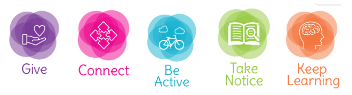 Give
Connect
Be
Active
Take
Notice
Keep
Learning